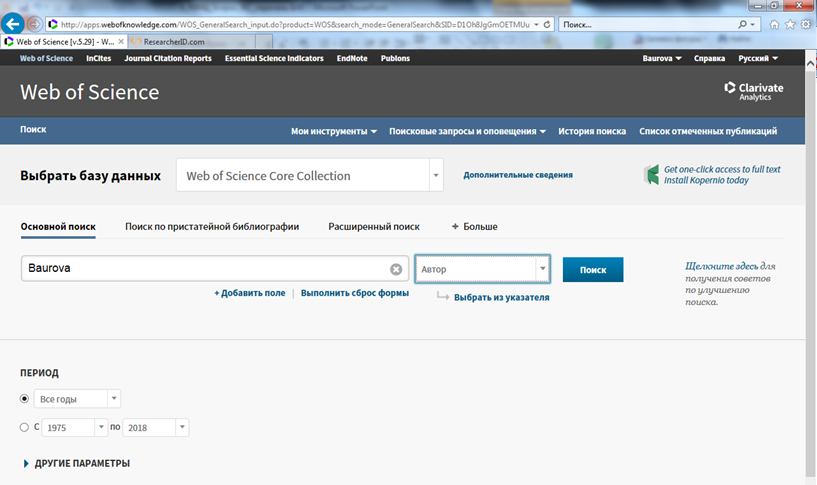 http://apps.webofknowledge.com/WOS_GeneralSearch_input.do?product=WOS&search_mode=GeneralSearch&SID=D1Oh8JgGmOETMUu
Поиск...
Web of Science [v.5.29] - ...
ResearcherID.com
Web of Science InCites Journal Citation Reports Essential Science Indicators EndNote Publons Baurova Справка Русский
Web of Science
Clarivate
Analytics
Поиск Мои инструменты Поисковые запросы и оповещения История поиска Список отмеченных публикаций
Выбрать базу данных Web of Science Core Collection Дополнительные сведения
Get one-click access to full text
Install Kopernio today
Основной поиск Поиск по пристатейной библиографии Расширенный поиск + Больше
Baurova Автор Поиск
Щелкните здесь для
получения советов
по улучшению
поиска.
+ Добавить поле | Выполнить сброс формы Выбрать из указателя
ПЕРИОД
Все годы
С 1975 по 2018
ДРУГИЕ ПАРАМЕТРЫ